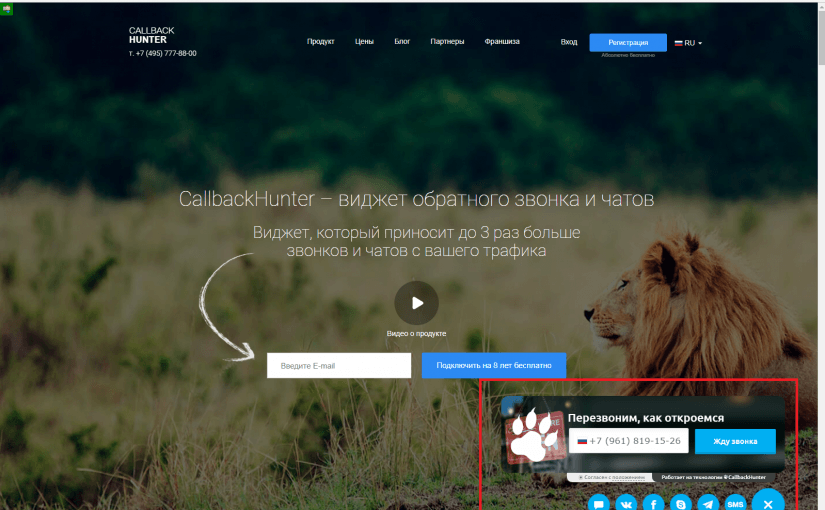 CALLBACK
HUNTER
т. +7 (495) 777-88-00
Продукт Цены Блог Партнеры Франшиза Вход Регистрация RU
Абсолютно бесплатно
CallbackHunter – виджет обратного звонка и чатов
Виджет, который приносит до 3 раз больше
звонков и чатов с вашего трафика
Видео о продукте
Введите E-mail Подключить на 8 лет бесплатно
Перезвоним, как откроемся
+7 (961) 819-15-26 Жду звонка
Согласен с положениями Работает на технологии CallbackHunter
SMS